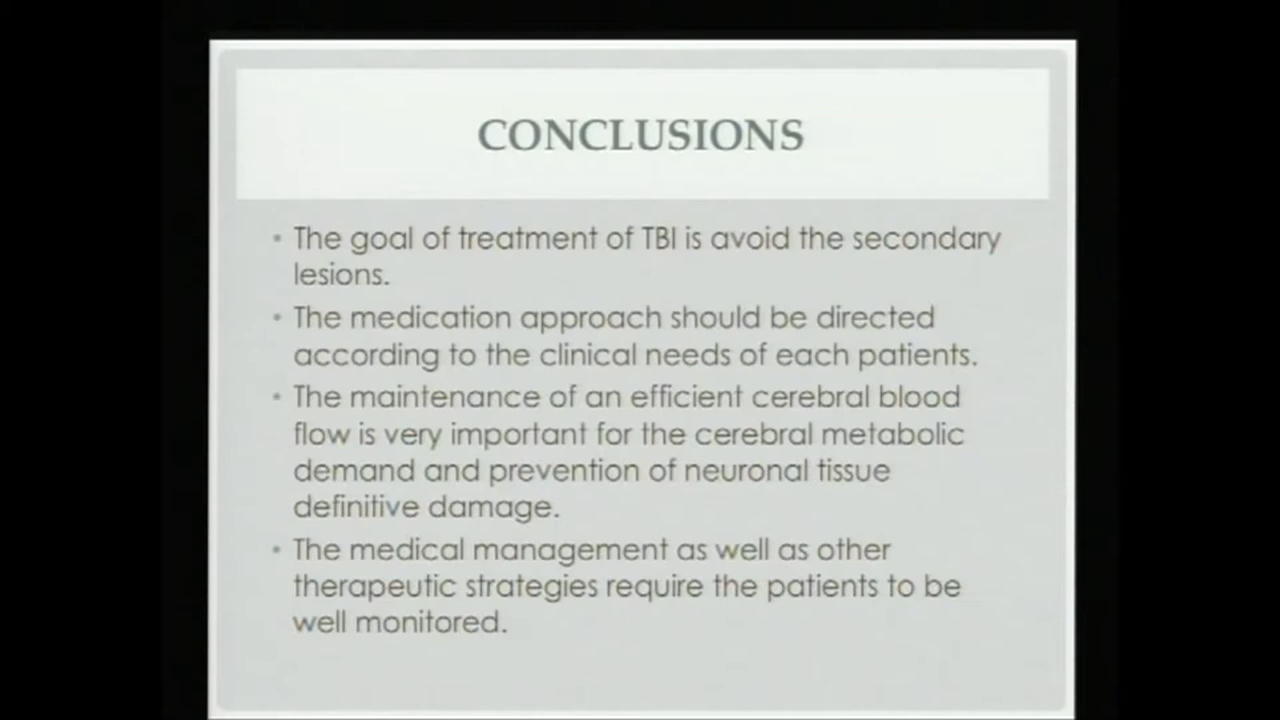 CONCLUSIONS
• The goal of treatment of TBI is avoid the secondary
lesions.
• The medication approach should be directed
according to the clinical needs of each patients.
• The maintenance of an efficient cerebral blood
flow is very important for the cerebral metabolic
demand and prevention of neuronal tissue
definitive damage.
• The medical management as well as other
therapeutic strategies require the patients to be
well monitored.